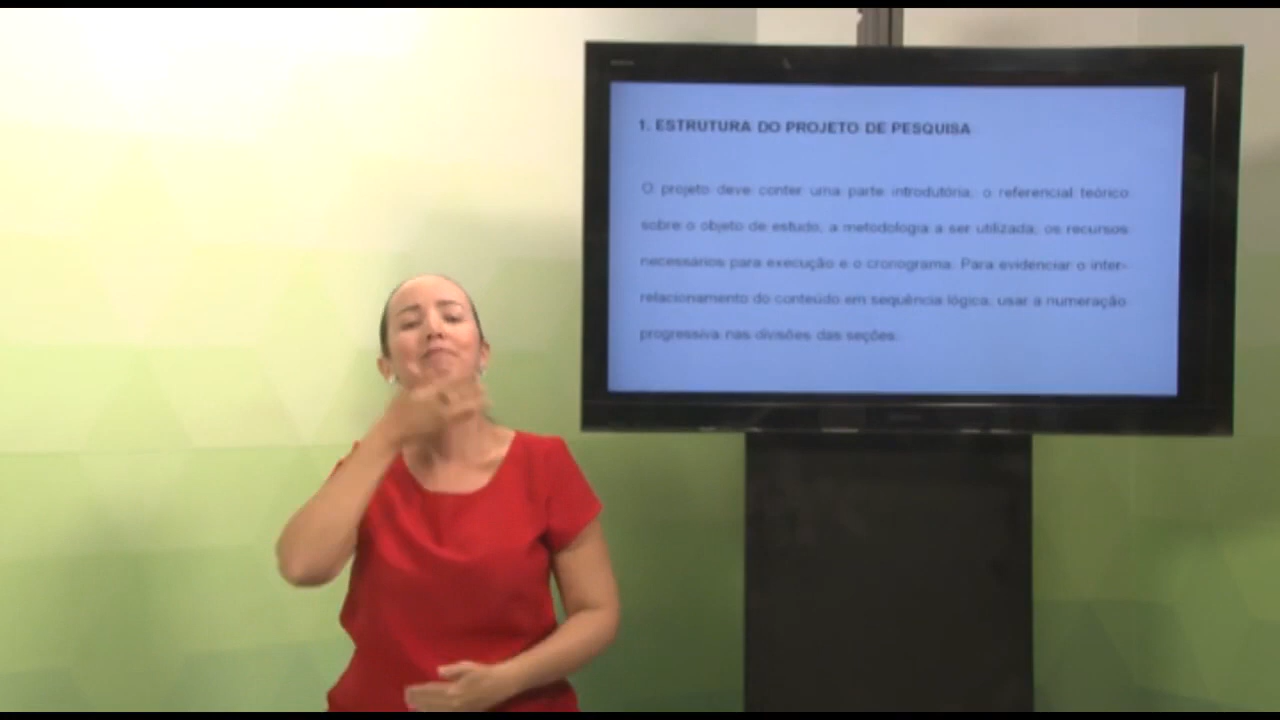 1. ESTRUTURA DO PROJETO DE PESQUISA
O projeto deve conter uma parte introdutória, o referencial teórico
sobre o objeto de estudo, a metodologia a ser utilizada, os recursos
necessários para execução e o cronograma. Para evidenciar o inter-
relacionamento do conteúdo em sequência lógica, usar a numeração
progressiva nas divisões das seções.